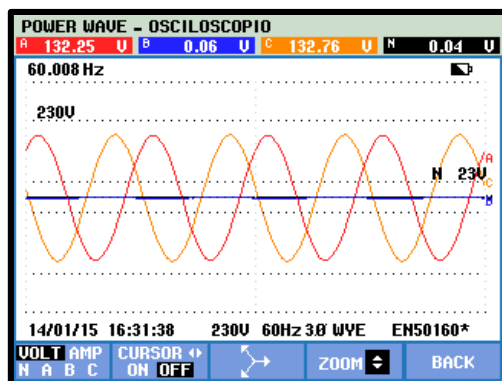 POWER WAVE - OSCILOSCOPIO
A 132.25 V B 0.06 V C 132.76 V N 0.04 V
60.008 Hz
230V
A
N 23V
C
B
14/01/15 16:31:38 230V 60Hz 3Ø WYE EN50160*
VOLT AMP CURSOR ZOOM BACK
N A B C ON OFF